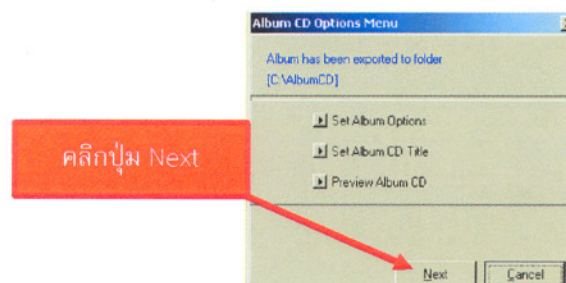 Album CD Options Menu
Album has been exported to folder
[C:\AlbumCD]
Set Album Options
Set Album CD Title
Preview Album CD
คลิกปุ่ม Next
Next
Cancel